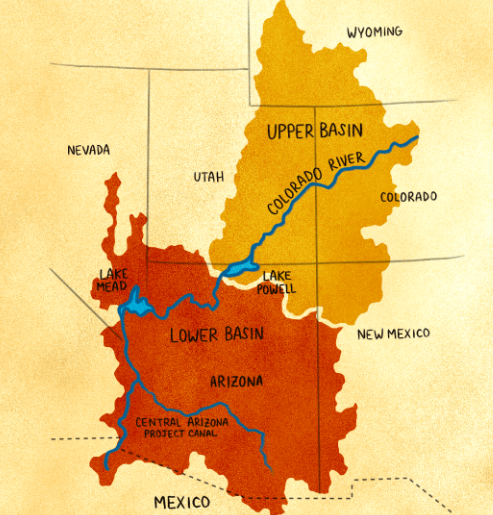 WYOMING
UPPER BASIN
NEVADA
COLORADO RIVER
UTAH
COLORADO
LAKE
MEAD
LAKE
POWELL
LOWER BASIN
NEW MEXICO
ARIZONA
CENTRAL ARIZONA
PROJECT CANAL
MEXICO